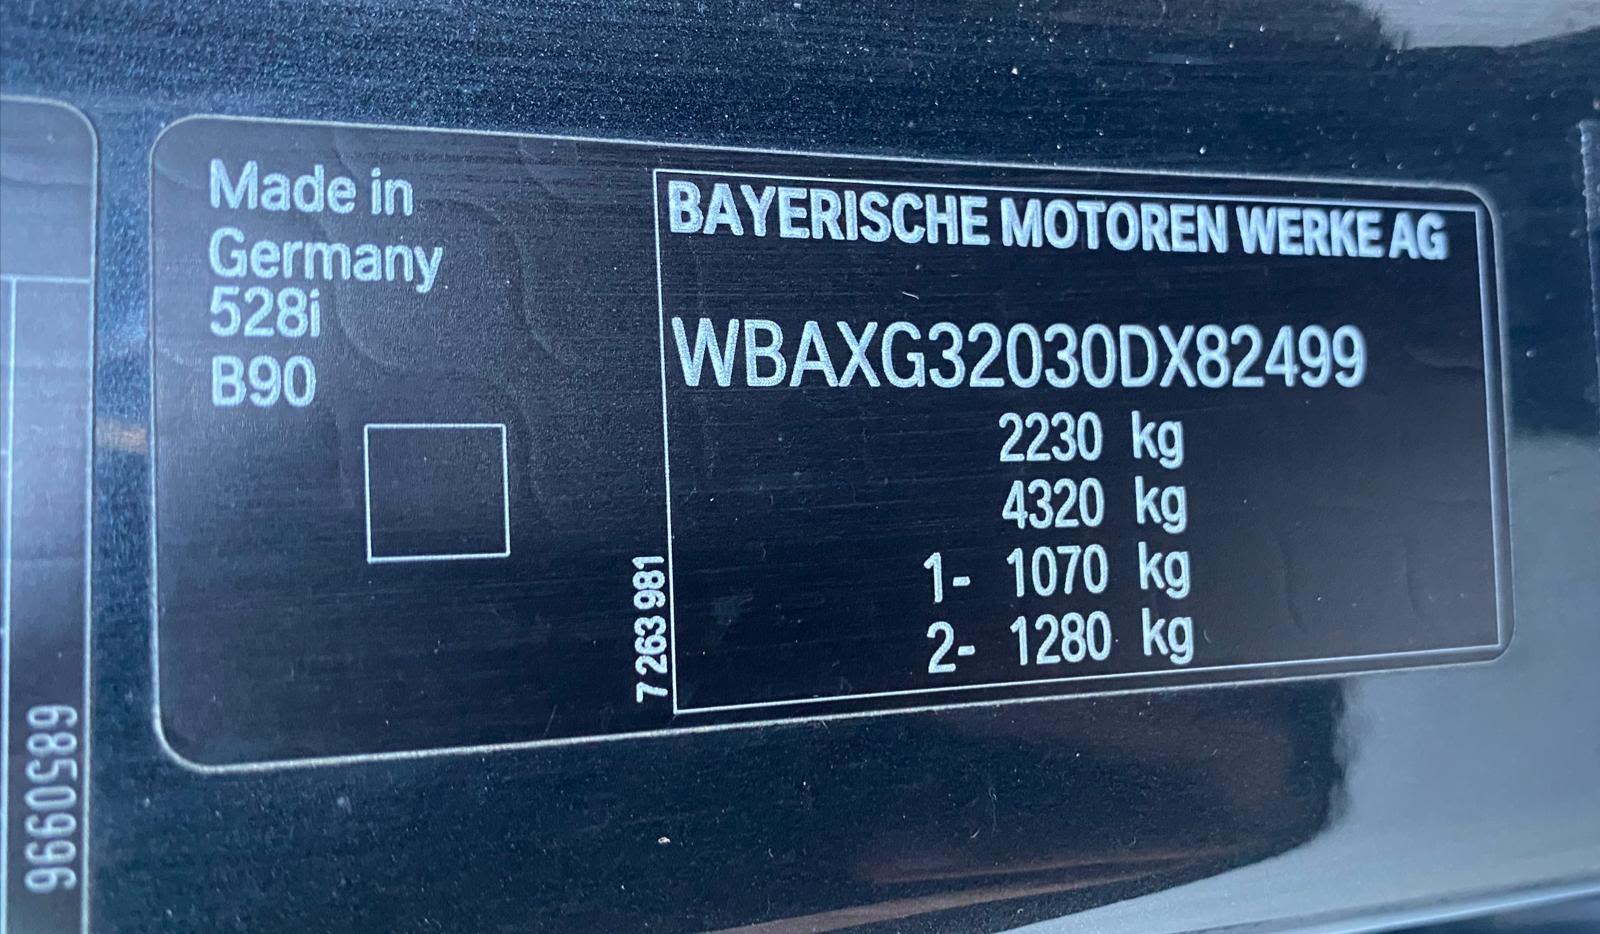 Made in
Germany
528i
B90
BAYERISCHE MOTOREN WERKE AG
WBAXG32030DX82499
2230 kg
4320 kg
1- 1070 kg
2- 1280 kg
7 263 981
9660589